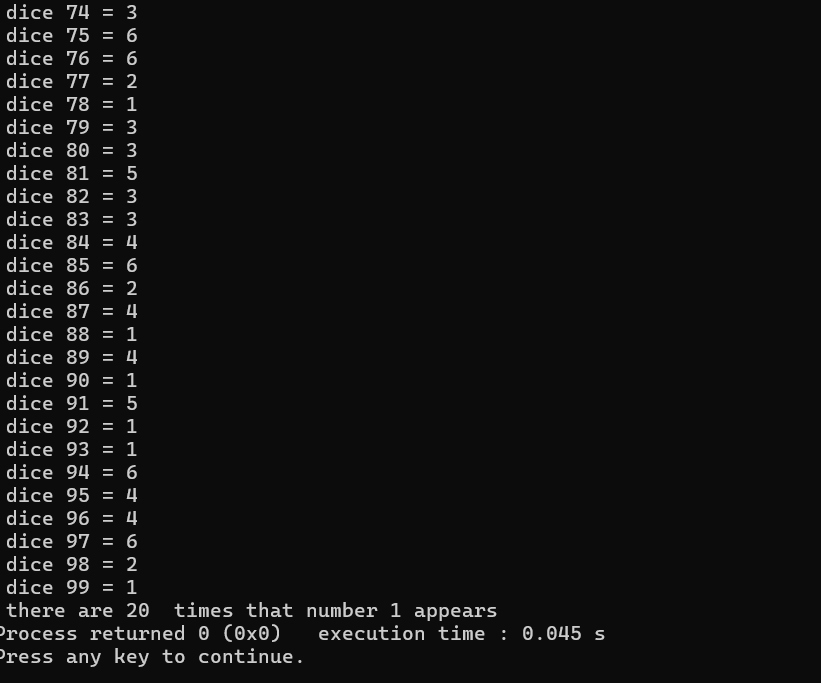 dice 74 = 3
dice 75 = 6
dice 76 = 6
dice 77 = 2
dice 78 = 1
dice 79 = 3
dice 80 = 3
dice 81 = 5
dice 82 = 3
dice 83 = 3
dice 84 = 4
dice 85 = 6
dice 86 = 2
dice 87 = 4
dice 88 = 1
dice 89 = 4
dice 90 = 1
dice 91 = 5
dice 92 = 1
dice 93 = 1
dice 94 = 6
dice 95 = 4
dice 96 = 4
dice 97 = 6
dice 98 = 2
dice 99 = 1
there are 20  times that number 1 appears
Process returned 0 (0x0)   execution time : 0.045 s
Press any key to continue.